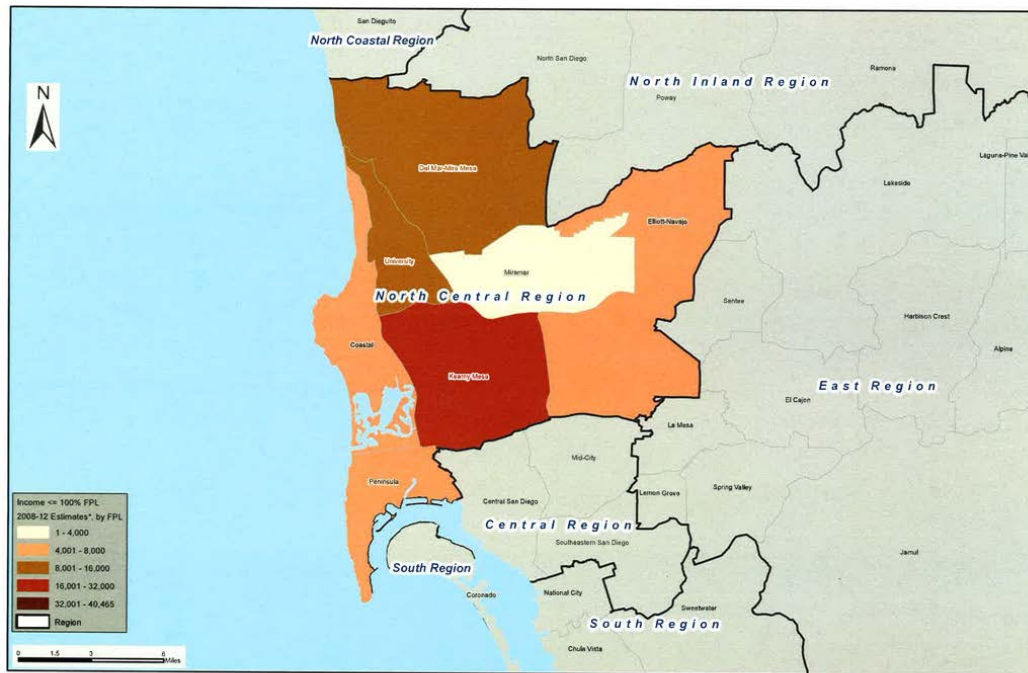 San Dieguito
North Coastal Region
North San Diego
Ramona
North Inland Region
Poway
N
Laguna-Pine Val
Del Mar-Mira Mesa
Lakeside
Elliott-Navajo
University
Miramar
North Central Region
Santee
Harbison Crest
Coastal
Alpine
Kearny Mesa
East Region
El Cajon
La Mesa
Mid-City
Peninsula
Lemon Grove
Spring Valley
Central San Diego
Central Region
Southeastern San Diego
Jamul
South Region
Coronado
National City
Sweetwater
South Region
Chula Vista
Income <= 100% FPL
2008-12 Estimates*, by FPL
1 - 4,000
4,001 - 8,000
8,001 - 16,000
16,001 - 32,000
32,001 - 40,465
Region
0 1.5 3 6
Miles